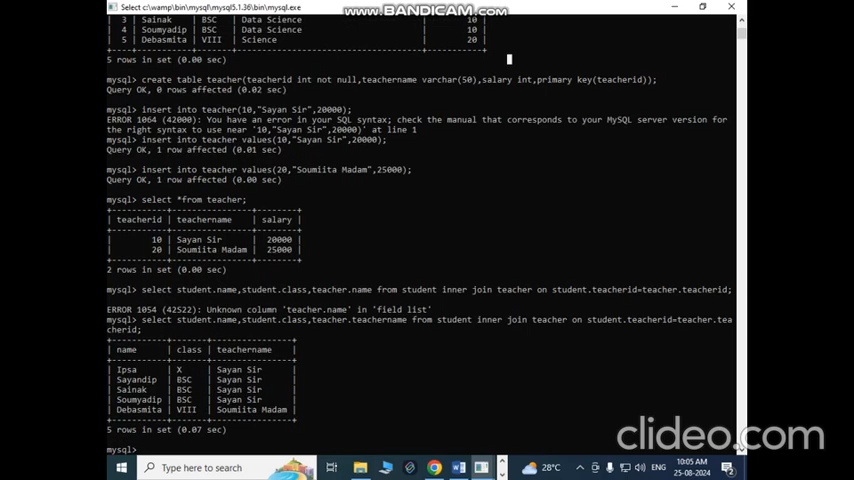 Select C:\wamp\bin\mysql\mysql5.1.36\bin\mysql.exe
www.BANDICAM.com
| 3 | Sainak | BSC | Data Science | 10 |
| 4 | Soumyadip | BSC | Data Science | 10 |
| 5 | Debasmita | VIII | Science | 20 |
5 rows in set (0.00 sec)
mysql> create table teacher(teacherid int not null,teachername varchar(50),salary int,primary key(teacherid));
Query OK, 0 rows affected (0.02 sec)
mysql> insert into teacher(10,"Sayan Sir",20000);
ERROR 1064 (42000): You have an error in your SQL syntax; check the manual that corresponds to your MySQL server version for
the right syntax to use near '10,"Sayan Sir",20000)' at line 1
mysql> insert into teacher values(10,"Sayan Sir",20000);
Query OK, 1 row affected (0.01 sec)
mysql> insert into teacher values(20,"Soumiita Madam",25000);
Query OK, 1 row affected (0.00 sec)
mysql> select *from teacher;
| teacherid | teachername | salary |
| 10 | Sayan Sir | 20000 |
| 20 | Soumiita Madam | 25000 |
2 rows in set (0.00 sec)
mysql> select student.name,student.class,teacher.name from student inner join teacher on student.teacherid=teacher.teacherid;
ERROR 1054 (42S22): Unknown column 'teacher.name' in 'field list'
mysql> select student.name,student.class,teacher.teachername from student inner join teacher on student.teacherid=teacher.tea
cherid;
| name | class | teachername |
| Ipsa | X | Sayan Sir |
| Sayandip | BSC | Sayan Sir |
| Sainak | BSC | Sayan Sir |
| Soumyadip | BSC | Sayan Sir |
| Debasmita | VIII | Soumiita Madam |
5 rows in set (0.07 sec)
mysql>
clideo.com
Type here to search
28°C
ENG
10:05 AM
25-08-2024
2